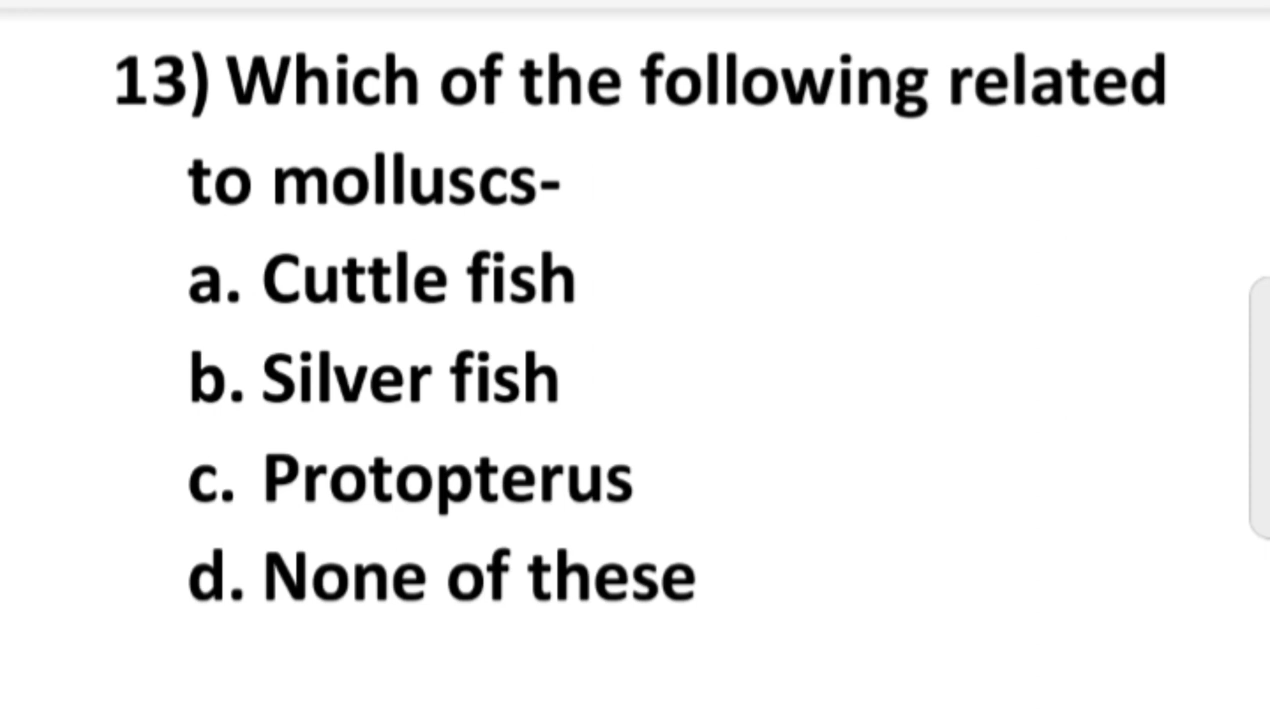 13) Which of the following related
to molluscs-
a. Cuttle fish
b. Silver fish
c. Protopterus
d. None of these